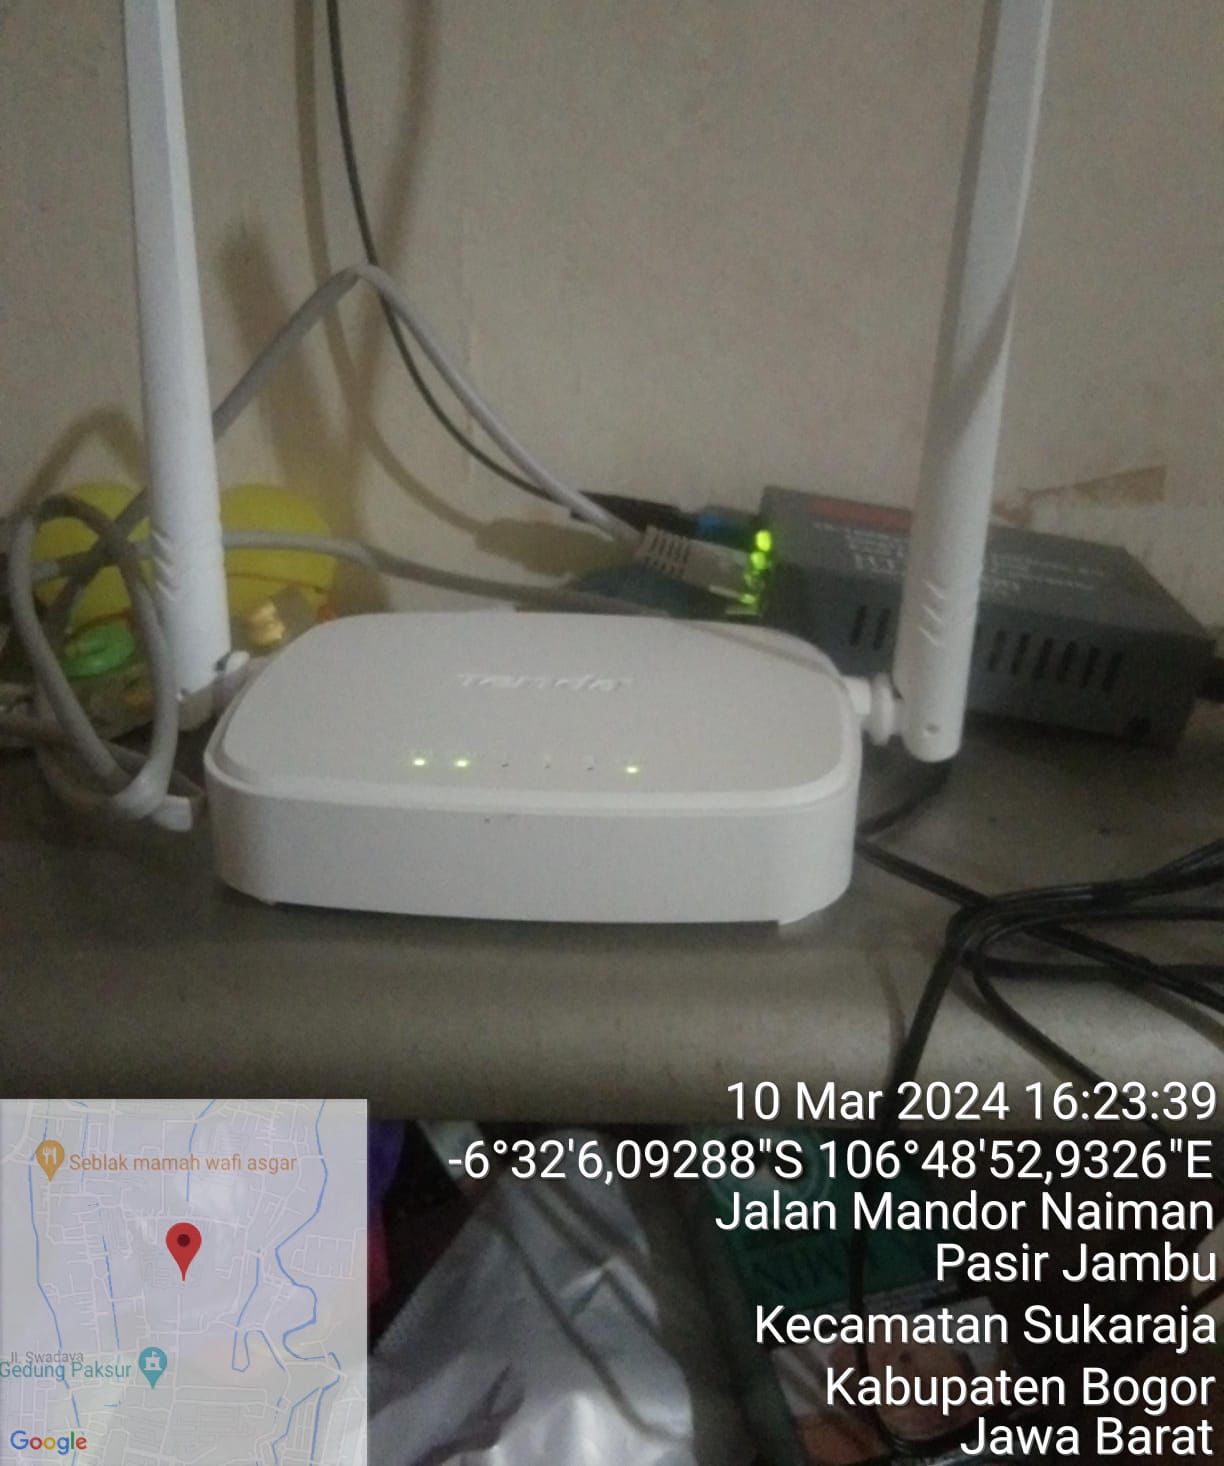 Tenda
10 Mar 2024 16:23:39
-6°32'6,09288"S 106°48'52,9326"E
Jalan Mandor Naiman
Pasir Jambu
Kecamatan Sukaraja
Kabupaten Bogor
Jawa Barat
Seblak mamah wafi asgar
Jl. Swadaya
Gedung Paksur
Google